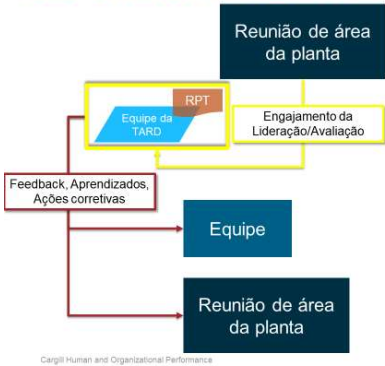 Reunião de área
da planta
RPT
Equipe da
TARD
Engajamento da
Lideração/Avaliação
Feedback, Aprendizados,
Ações corretivas
Equipe
Reunião de área
da planta
Cargill Human and Organizational Performance